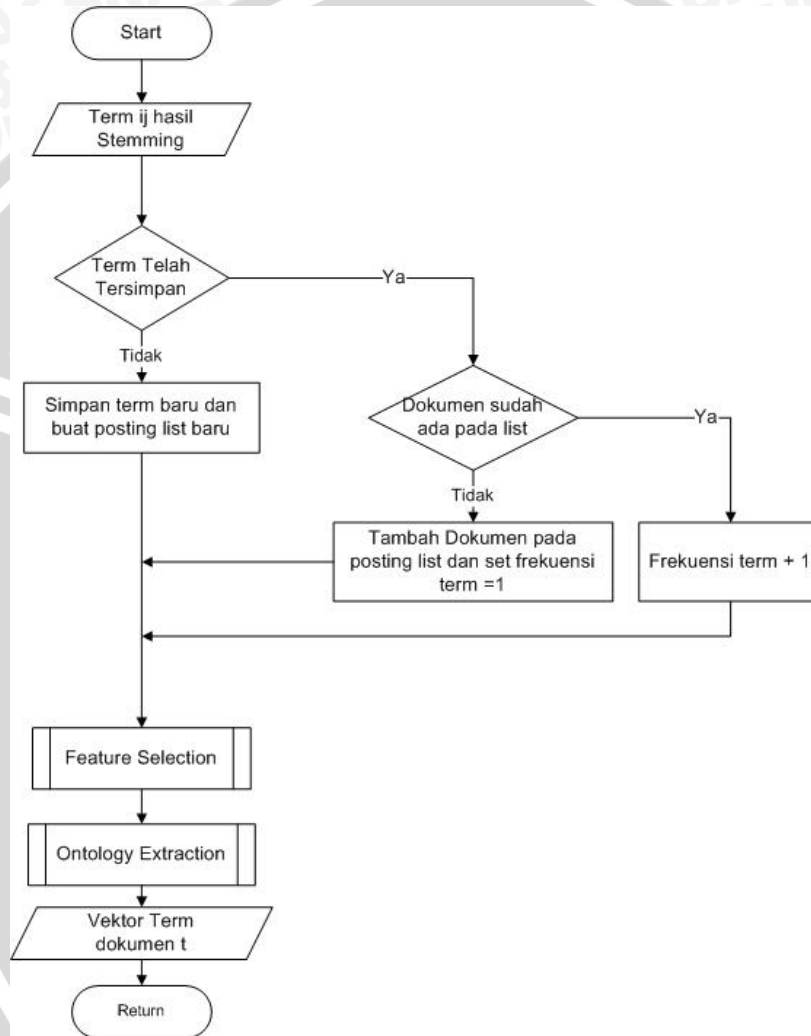 Start
Term ij hasil
Stemming
Term Telah
Tersimpan
Ya
Tidak
Simpan term baru dan
buat posting list baru
Dokumen sudah
ada pada list
Ya
Tidak
Tambah Dokumen pada
posting list dan set frekuensi
term =1
Frekuensi term + 1
Feature Selection
Ontology Extraction
Vektor Term
dokumen t
Return